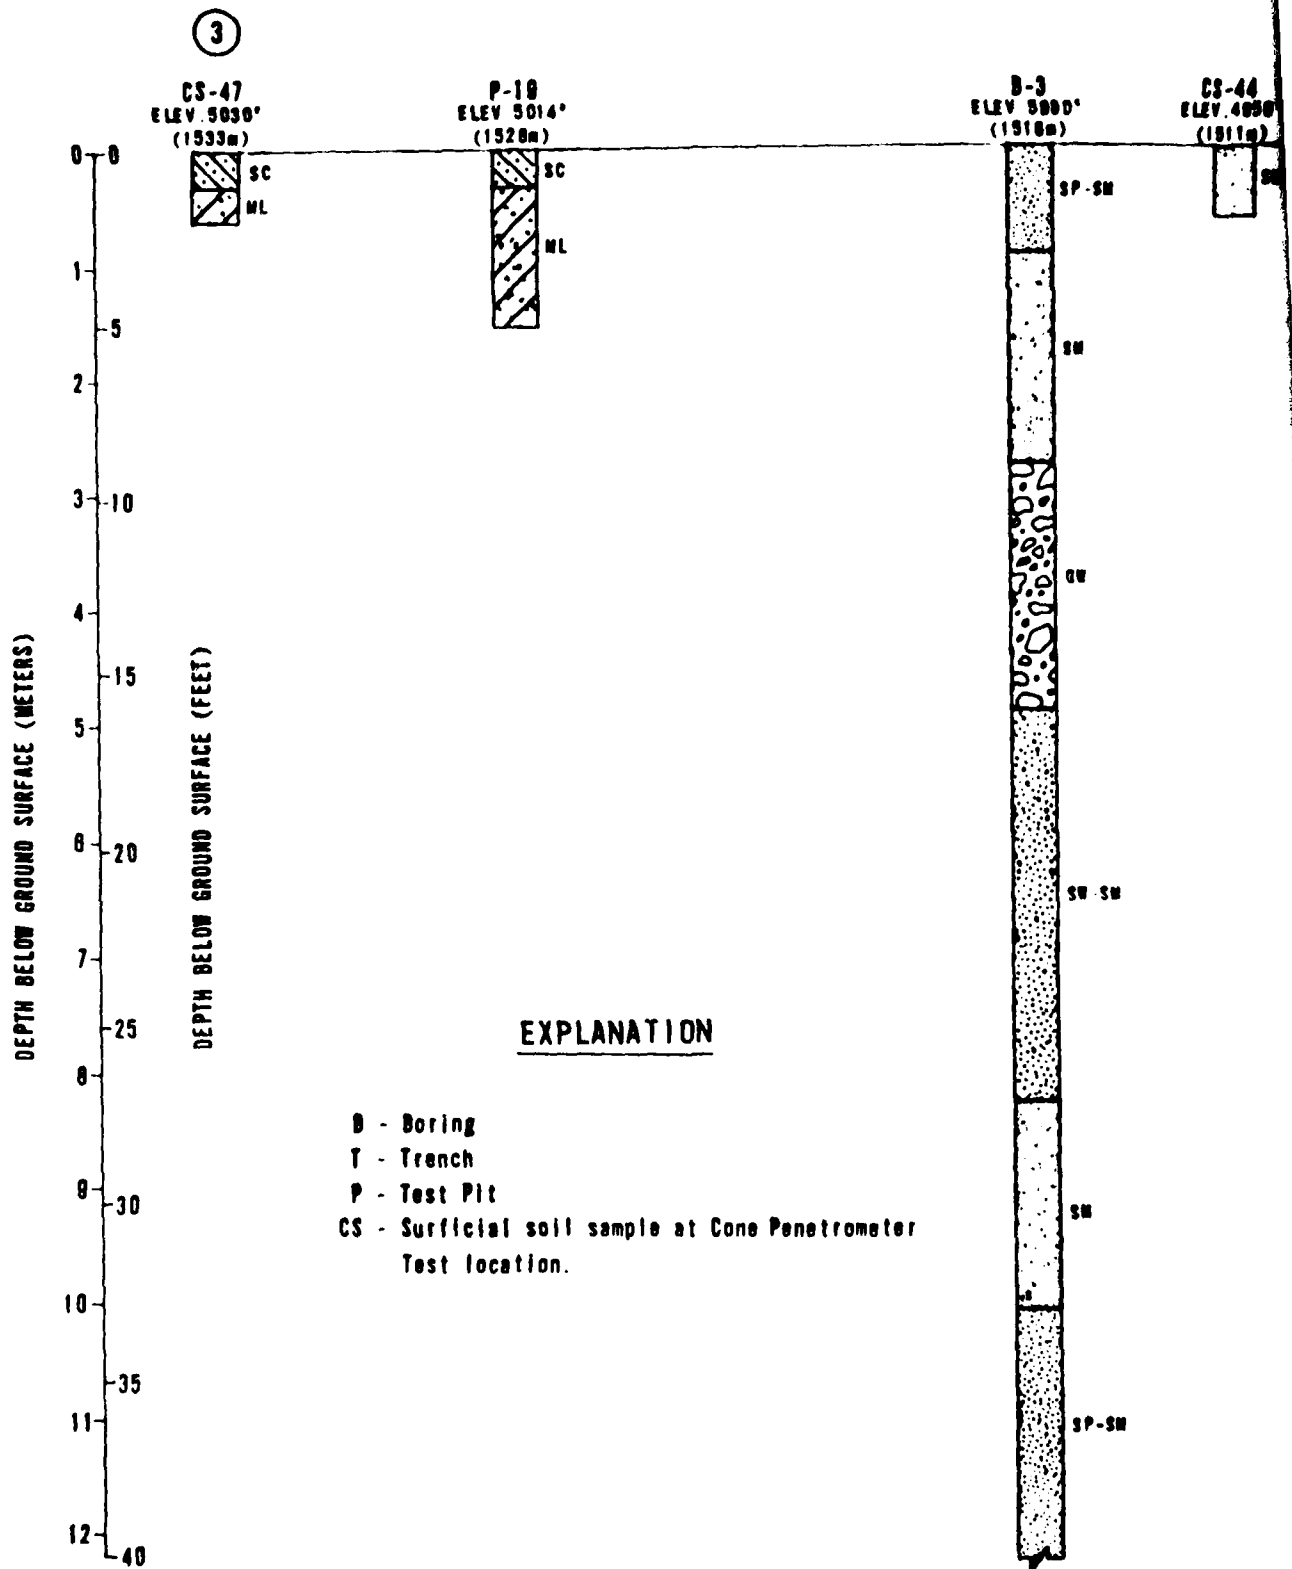 3
CS-47
ELEV. 5030'
(1533m)
P-19
ELEV 5014'
(1528m)
B-3
(1516m)
CS-44
(1511m)
0 0
SC
ML
SC
ML
SP-SM
SM
1
5
SM
2
3 10
GW
4
15
5
6
20
SW-SM
7
25
8
9
30
SM
10
35
11
SP-SM
12
40
DEPTH BELOW GROUND SURFACE (METERS)
DEPTH BELOW GROUND SURFACE (FEET)
EXPLANATION
B - Boring
T - Trench
P - Test Pit
CS - Surficial soil sample at Cone Penetrometer
Test location.